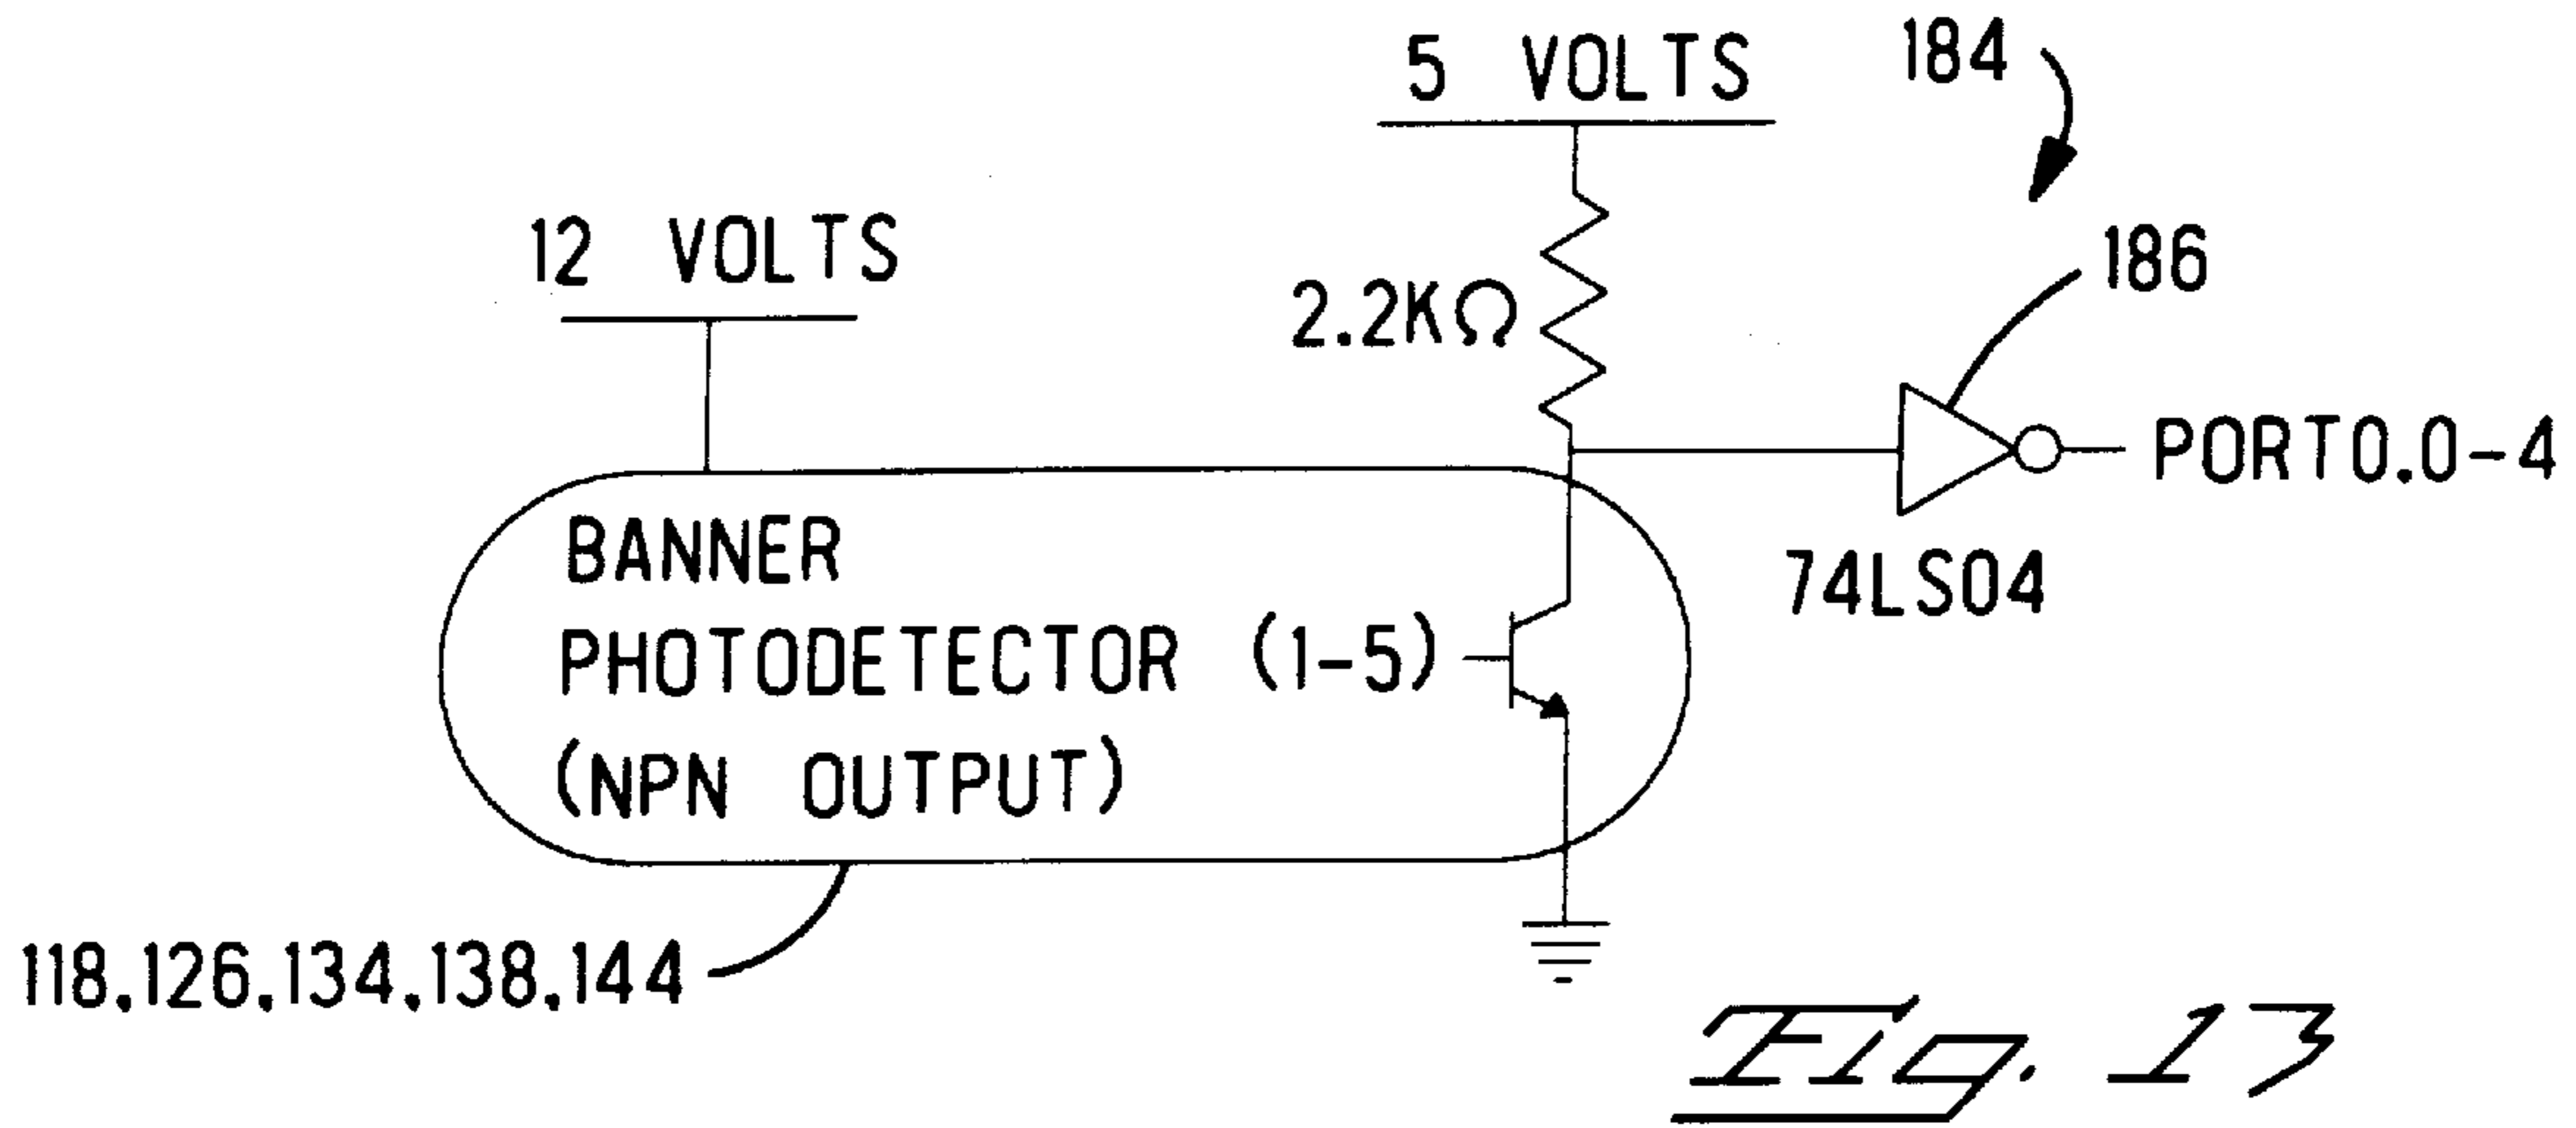 5 VOLTS
184
12 VOLTS
186
2.2KΩ
PORT0.0-4
BANNER
PHOTODETECTOR (1-5)
(NPN OUTPUT)
74LS04
118,126,134,138,144
Fig. 13